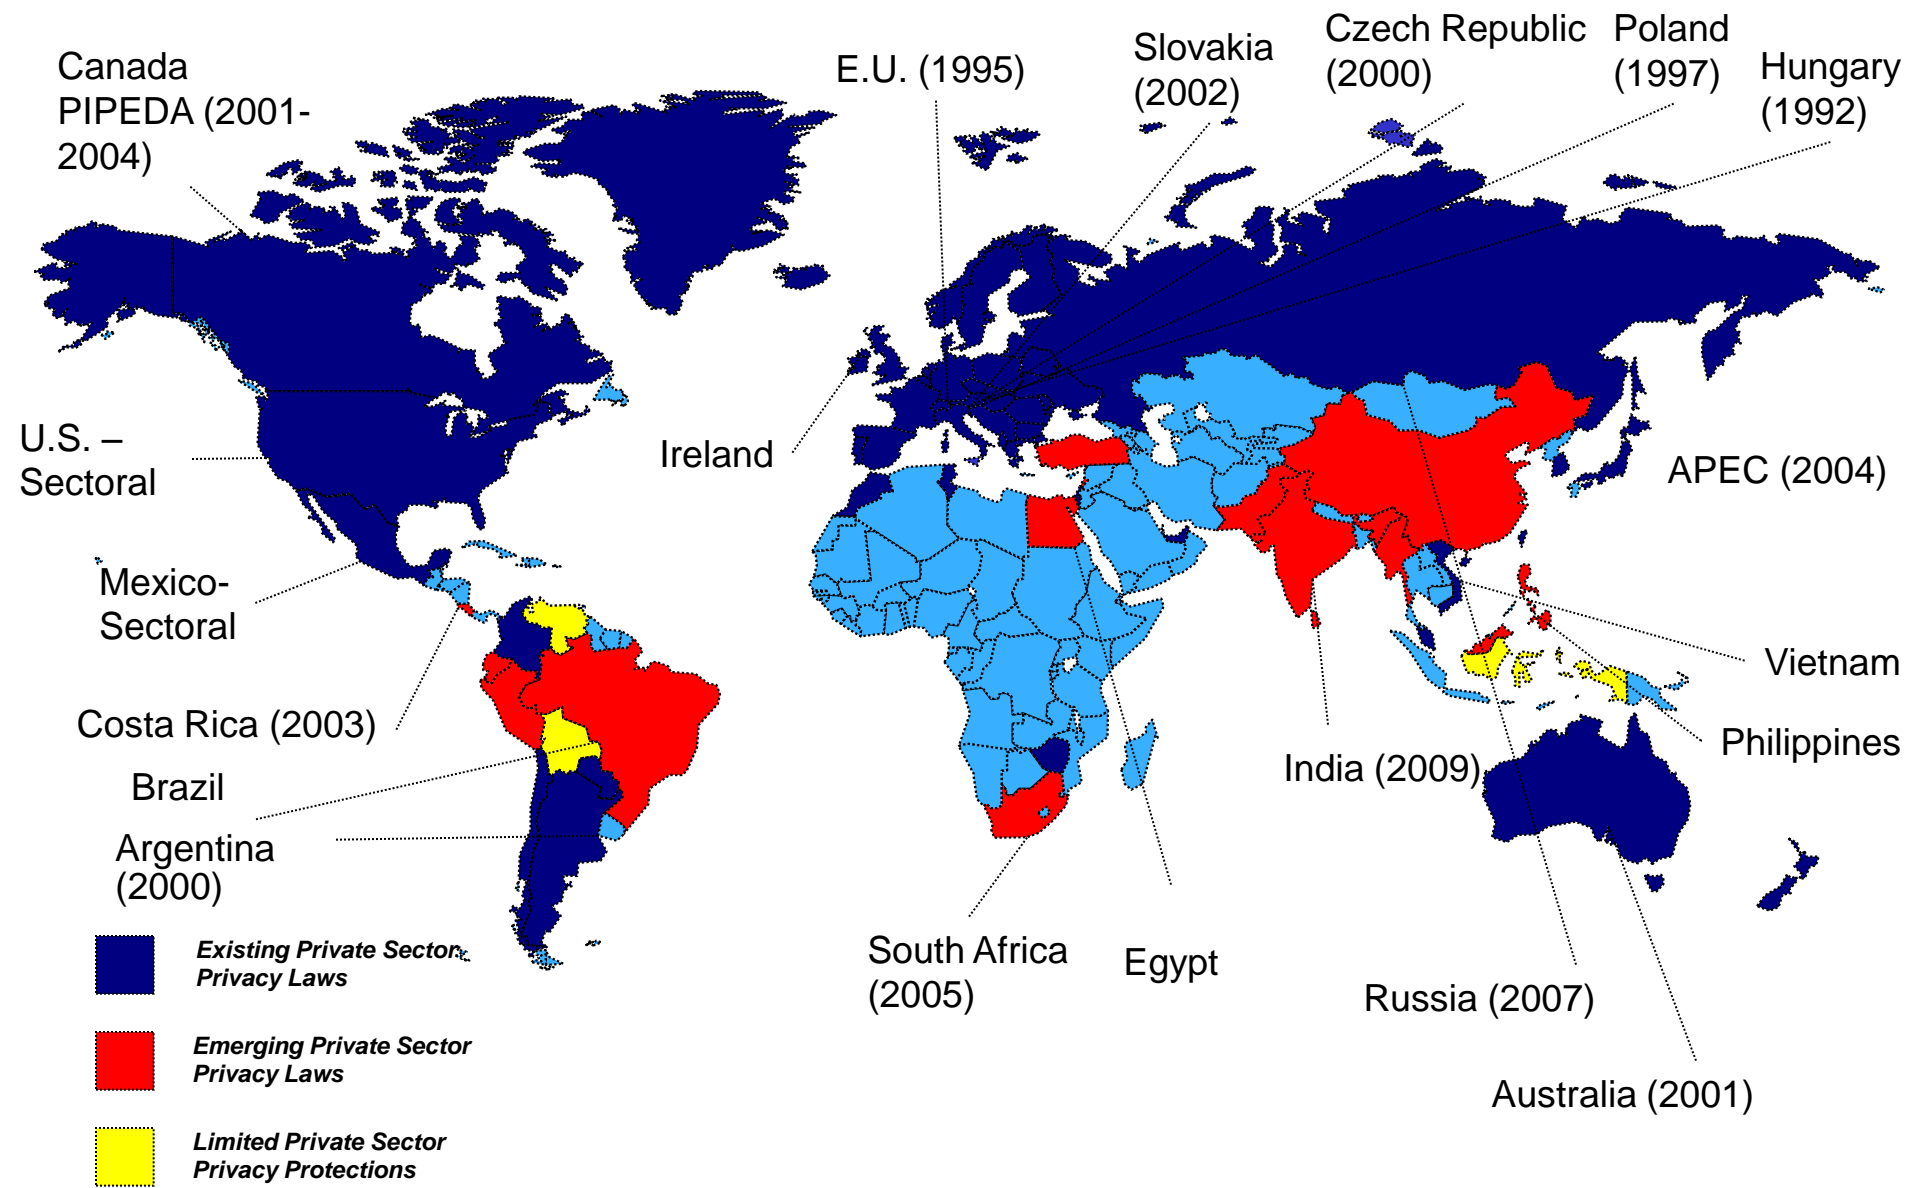 Canada
PIPEDA (2001-
2004)
E.U. (1995)
Slovakia
(2002)
Czech Republic
(2000)
Poland
(1997)
Hungary
(1992)
U.S. –
Sectoral
Ireland
APEC (2004)
Mexico-
Sectoral
Vietnam
Costa Rica (2003)
Philippines
India (2009)
Brazil
Argentina
(2000)
South Africa
(2005)
Egypt
Russia (2007)
Australia (2001)
Existing Private Sector
Privacy Laws
Emerging Private Sector
Privacy Laws
Limited Private Sector
Privacy Protections